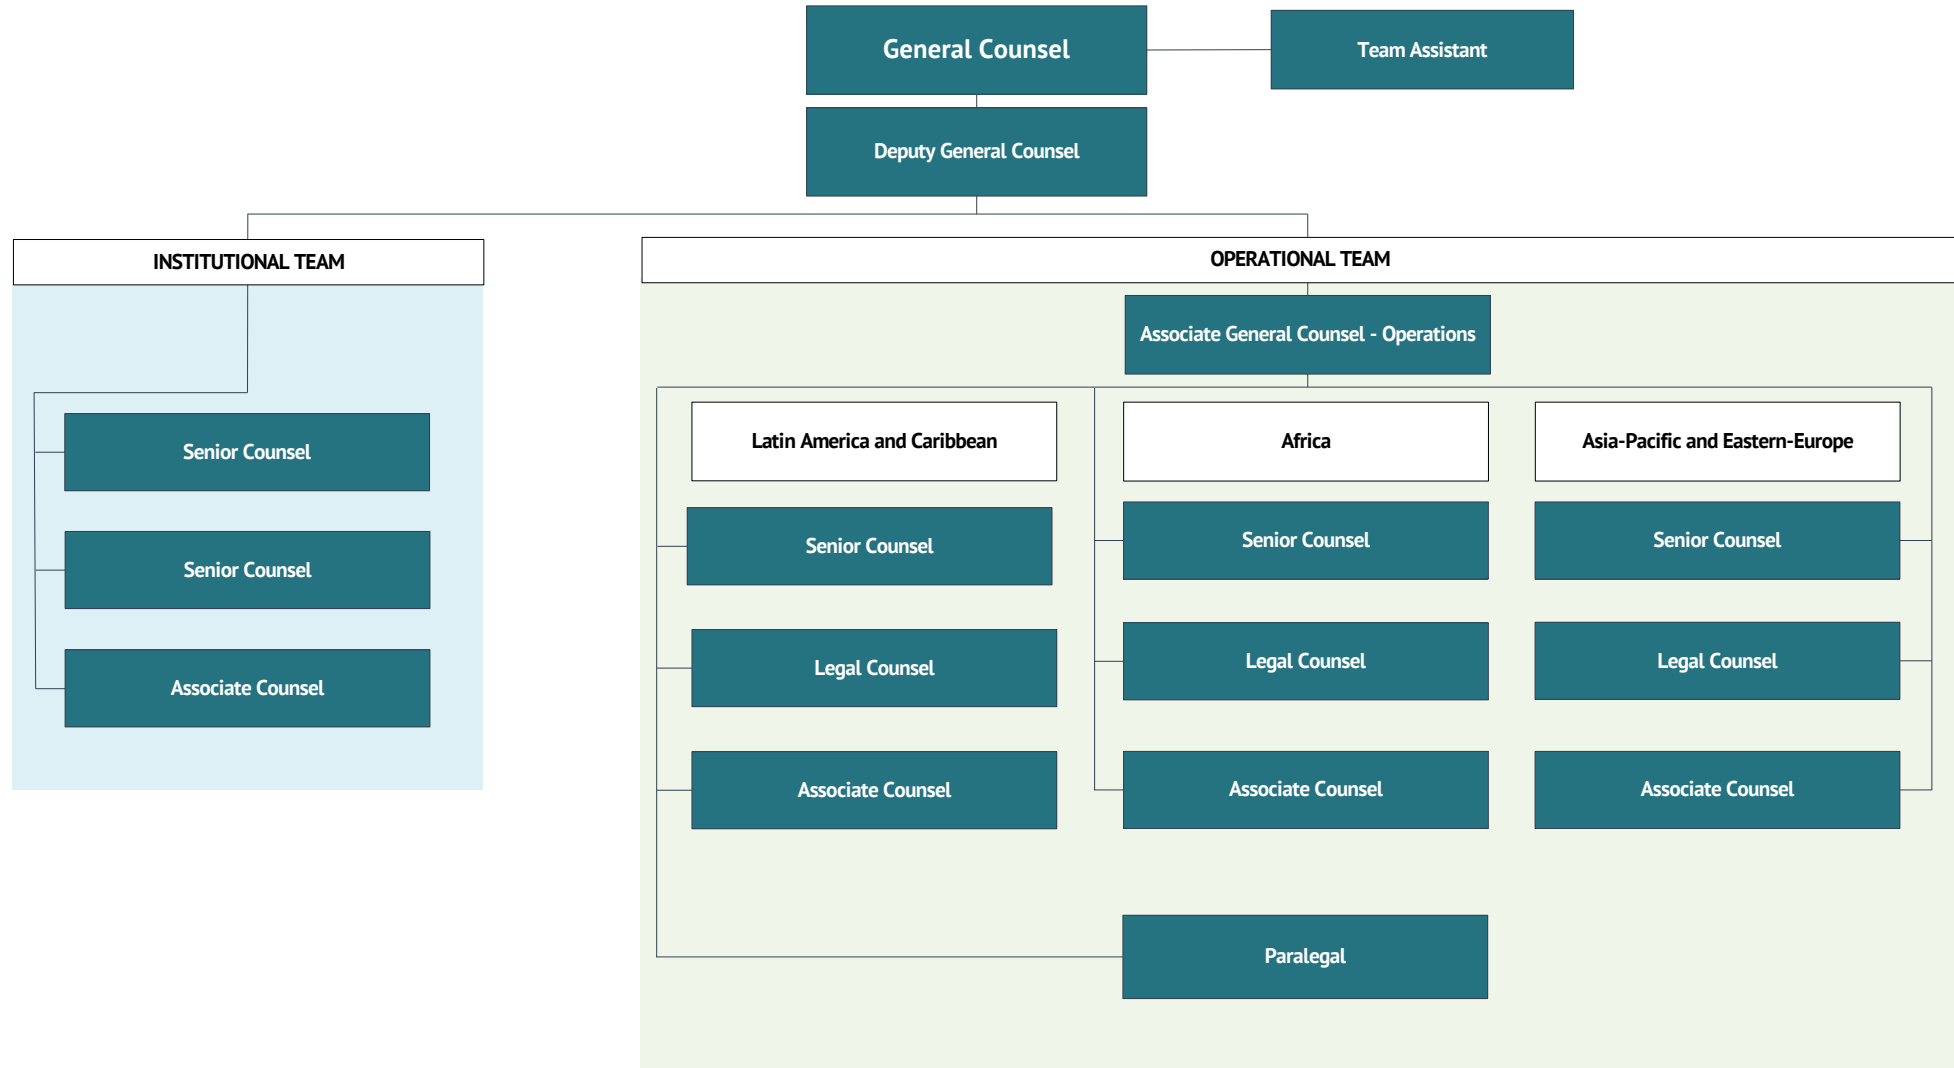 General Counsel
Team Assistant
Deputy General Counsel
INSTITUTIONAL TEAM
Senior Counsel
Senior Counsel
Associate Counsel
OPERATIONAL TEAM
Associate General Counsel - Operations
Latin America and Caribbean
Senior Counsel
Legal Counsel
Associate Counsel
Africa
Senior Counsel
Legal Counsel
Associate Counsel
Asia-Pacific and Eastern-Europe
Senior Counsel
Legal Counsel
Associate Counsel
Paralegal